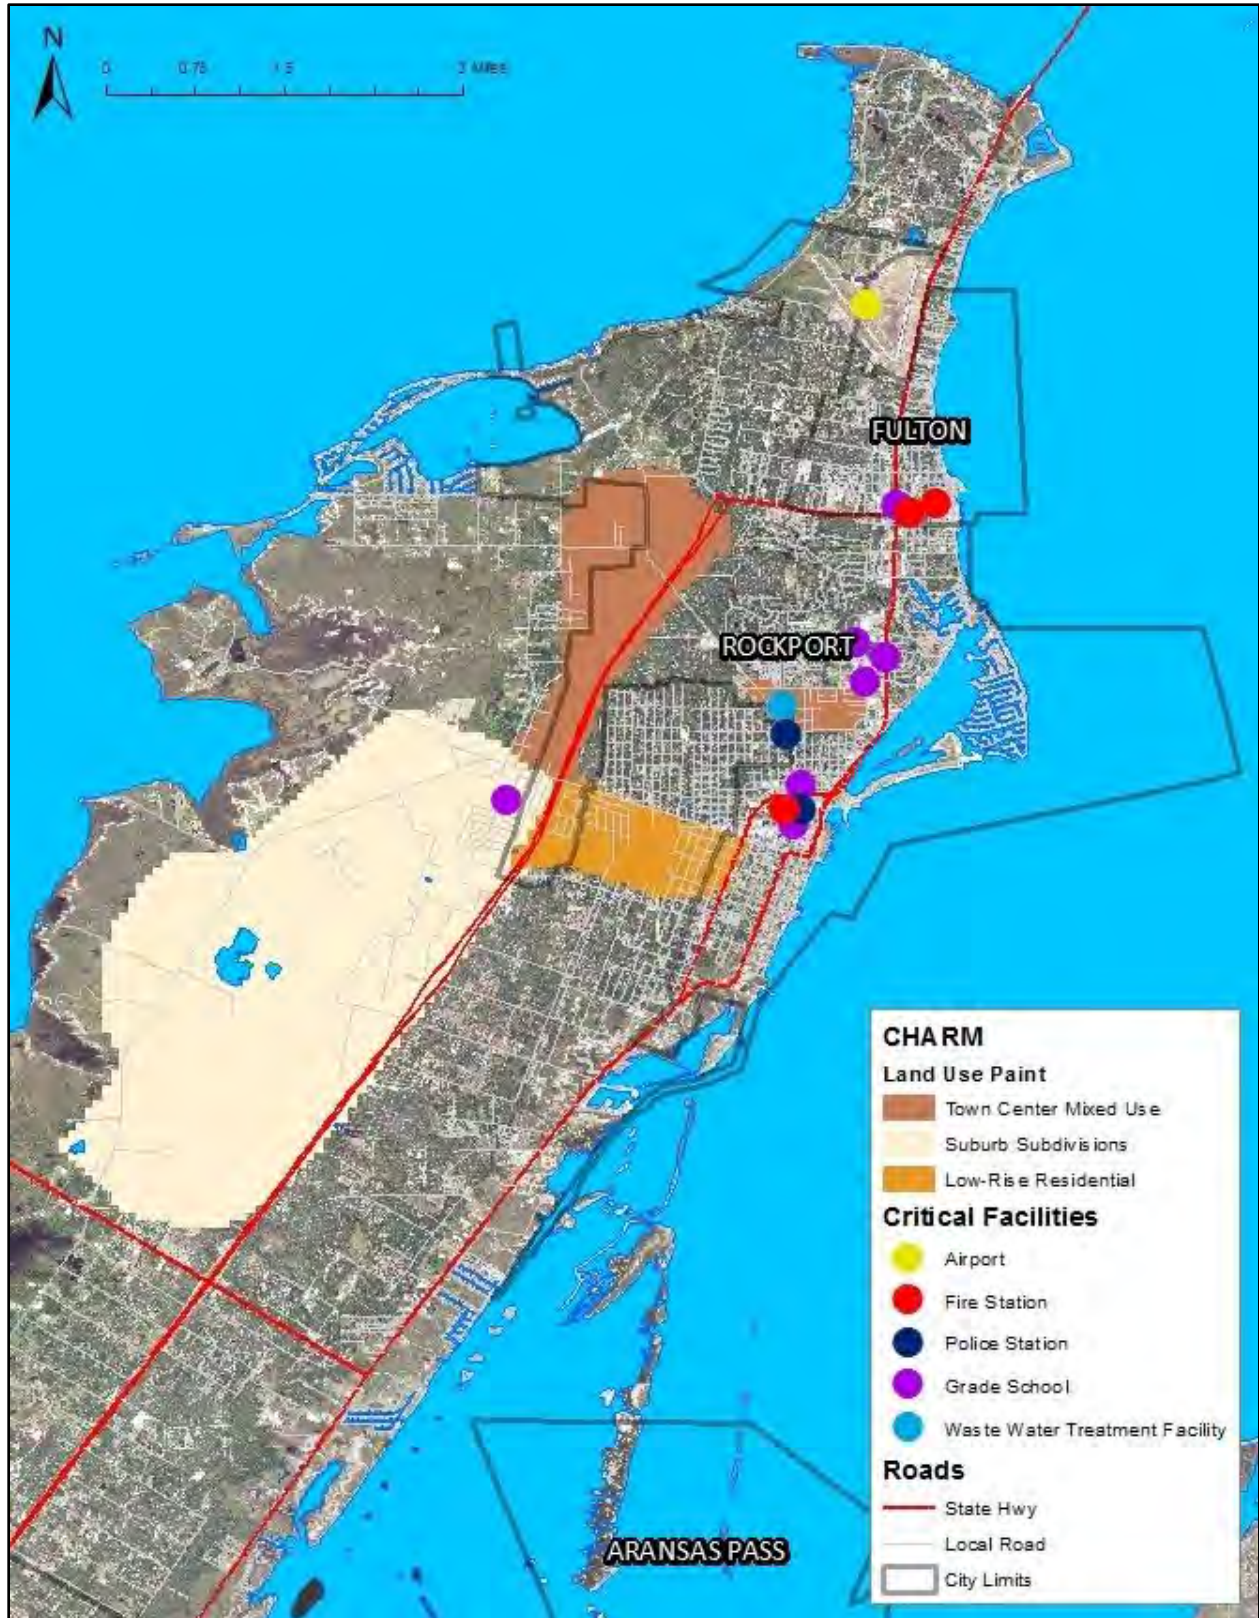 N
0 0.75 1.5 3 Miles
FULTON
ROCKPORT
ARANSAS PASS
CHARM
Land Use Paint
Town Center Mixed Use
Suburb Subdivisions
Low-Rise Residential
Critical Facilities
Airport
Fire Station
Police Station
Grade School
Waste Water Treatment Facility
Roads
State Hwy
Local Road
City Limits